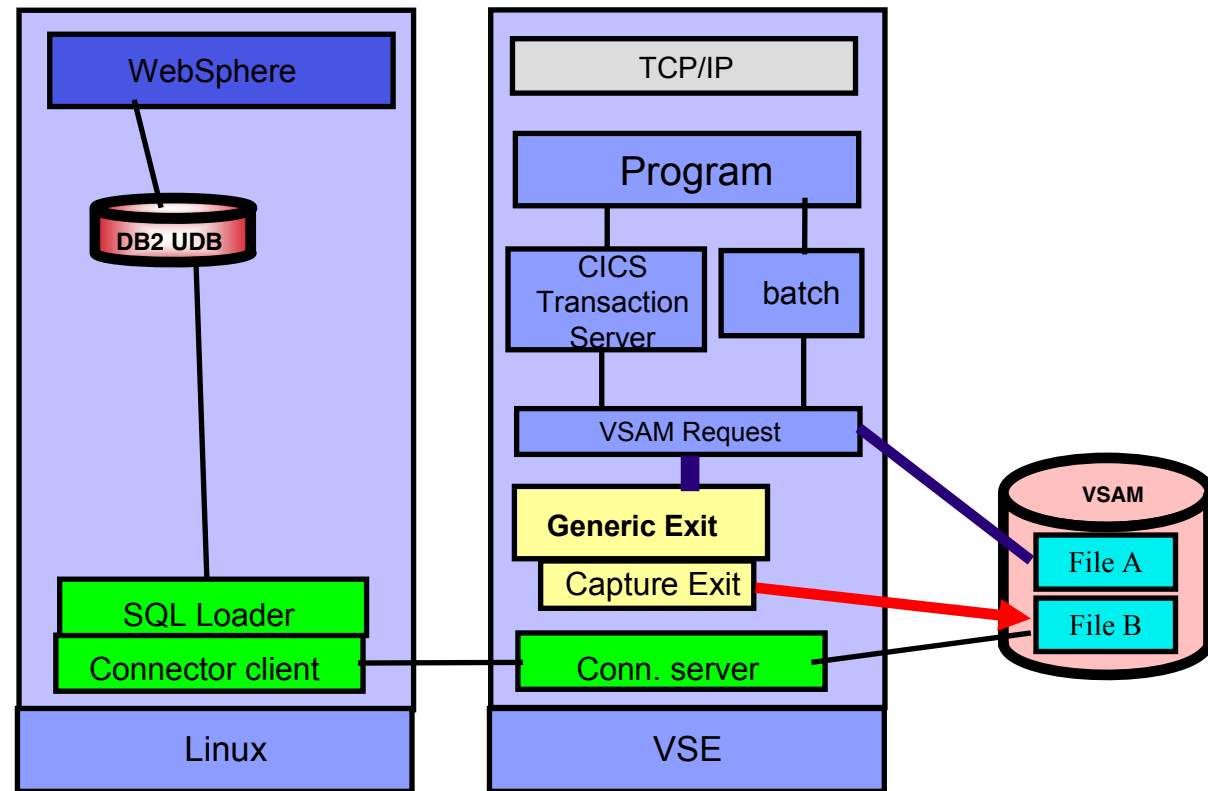 WebSphere
DB2 UDB
SQL Loader
Connector client
Linux
TCP/IP
Program
CICS
Transaction
Server
batch
VSAM Request
Generic Exit
Capture Exit
Conn. server
VSE
VSAM
File A
File B